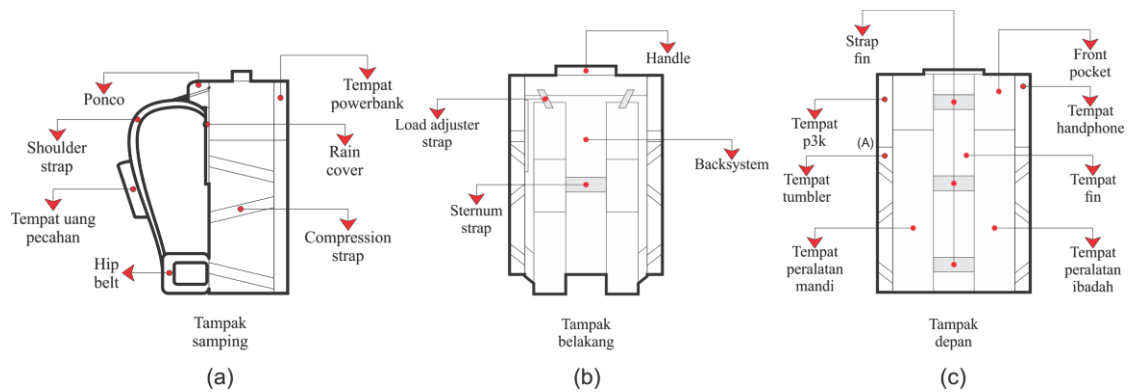 Ponco
Shoulder
strap
Tempat uang
pecahan
Hip
belt
Tempat
powerbank
Rain
cover
Compression
strap
Tampak
samping
(a)
Handle
Load adjuster
strap
Backsystem
Sternum
strap
Tampak
belakang
(b)
Strap
fin
Front
pocket
Tempat
p3k
Tempat
handphone
(A)
Tempat
tumbler
Tempat
fin
Tempat
peralatan
mandi
Tempat
peralatan
ibadah
Tampak
depan
(c)